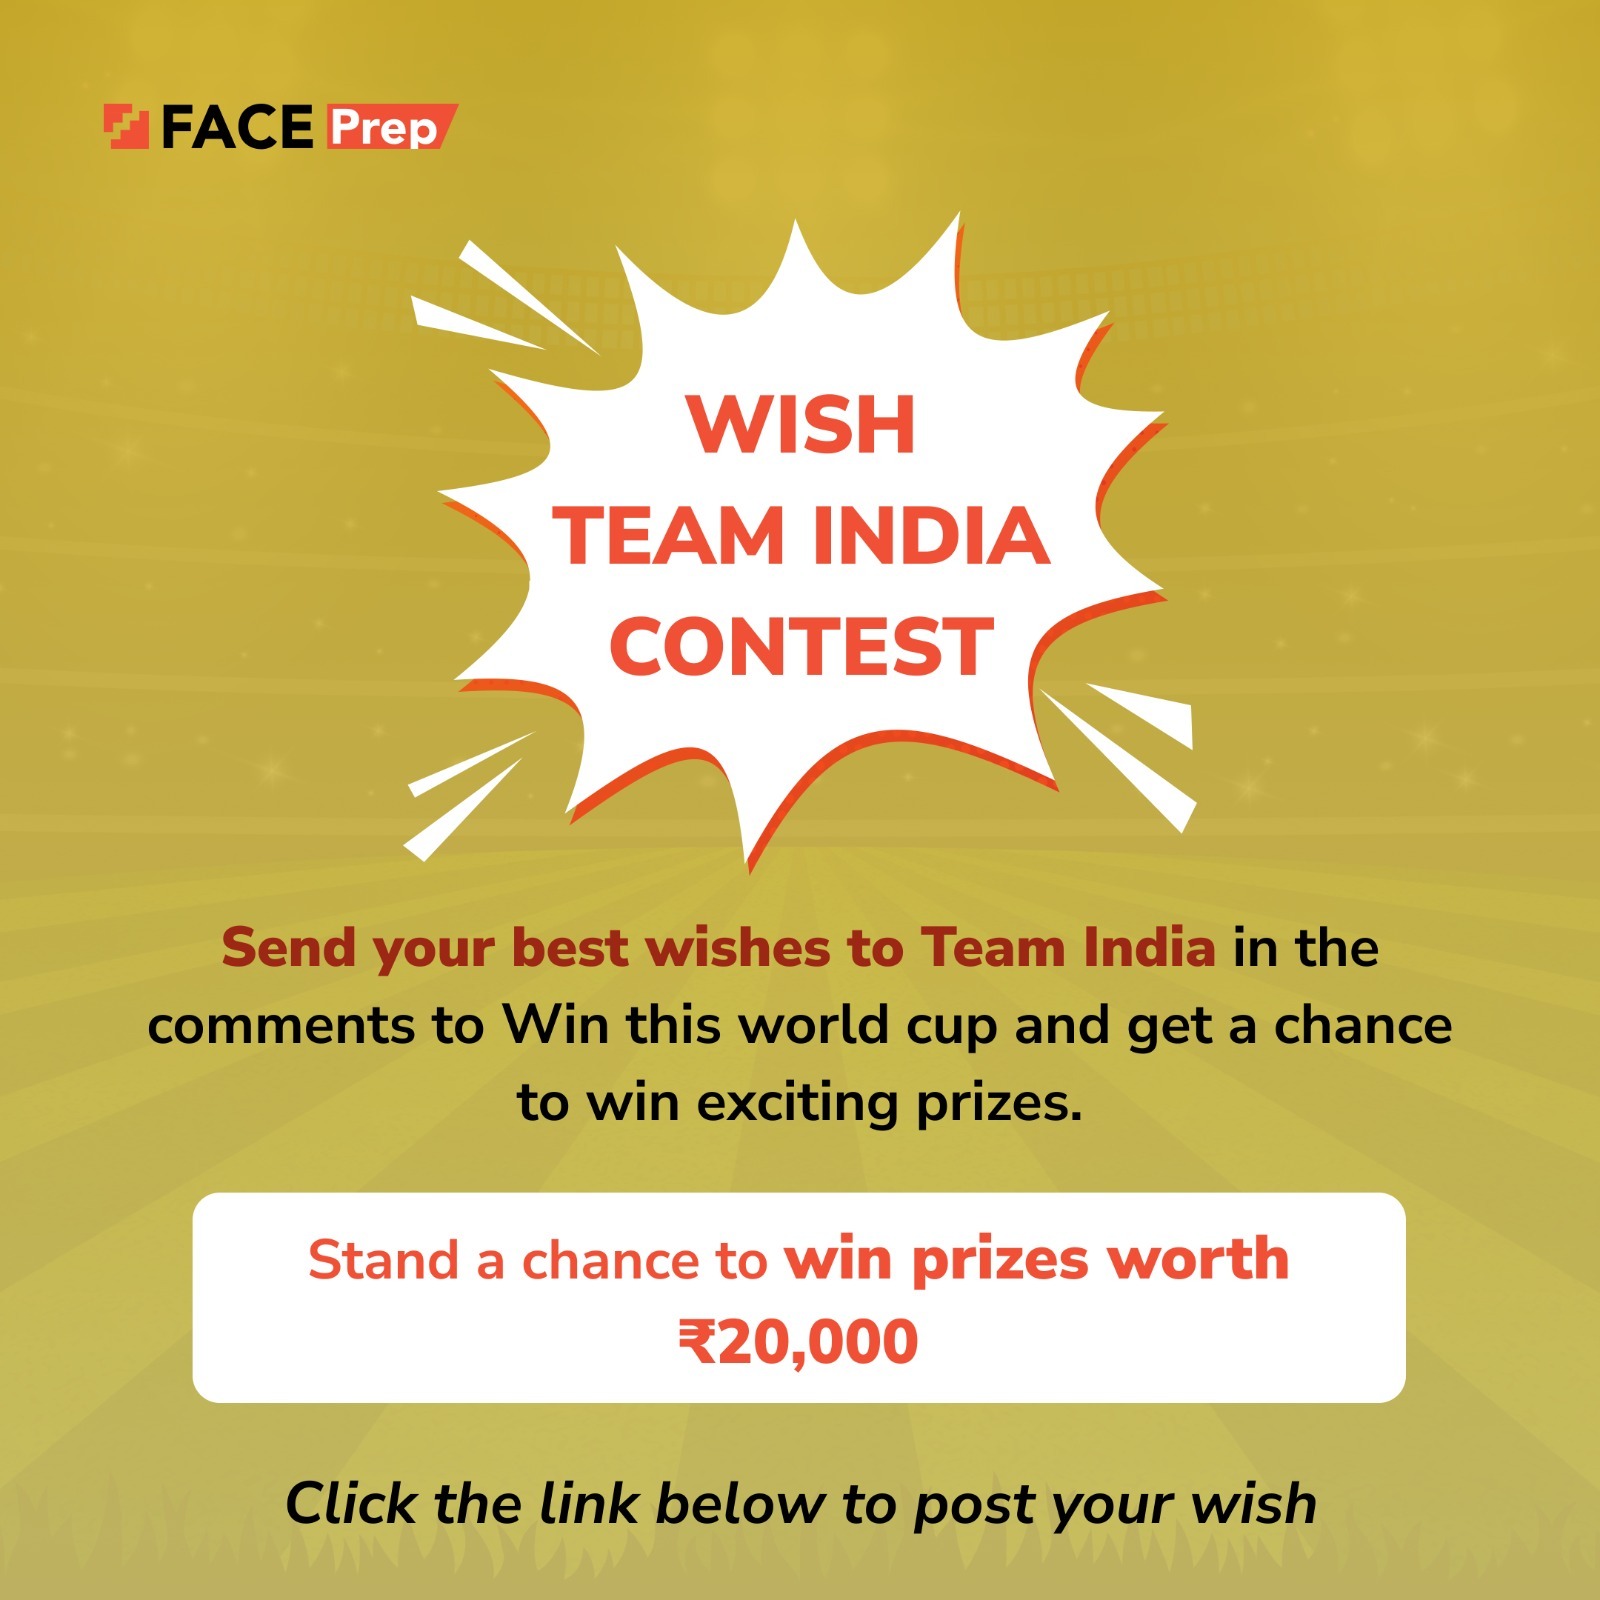 FACE Prep
WISH
TEAM INDIA
CONTEST
Send your best wishes to Team India in the
comments to Win this world cup and get a chance
to win exciting prizes.
Stand a chance to win prizes worth
₹20,000
Click the link below to post your wish